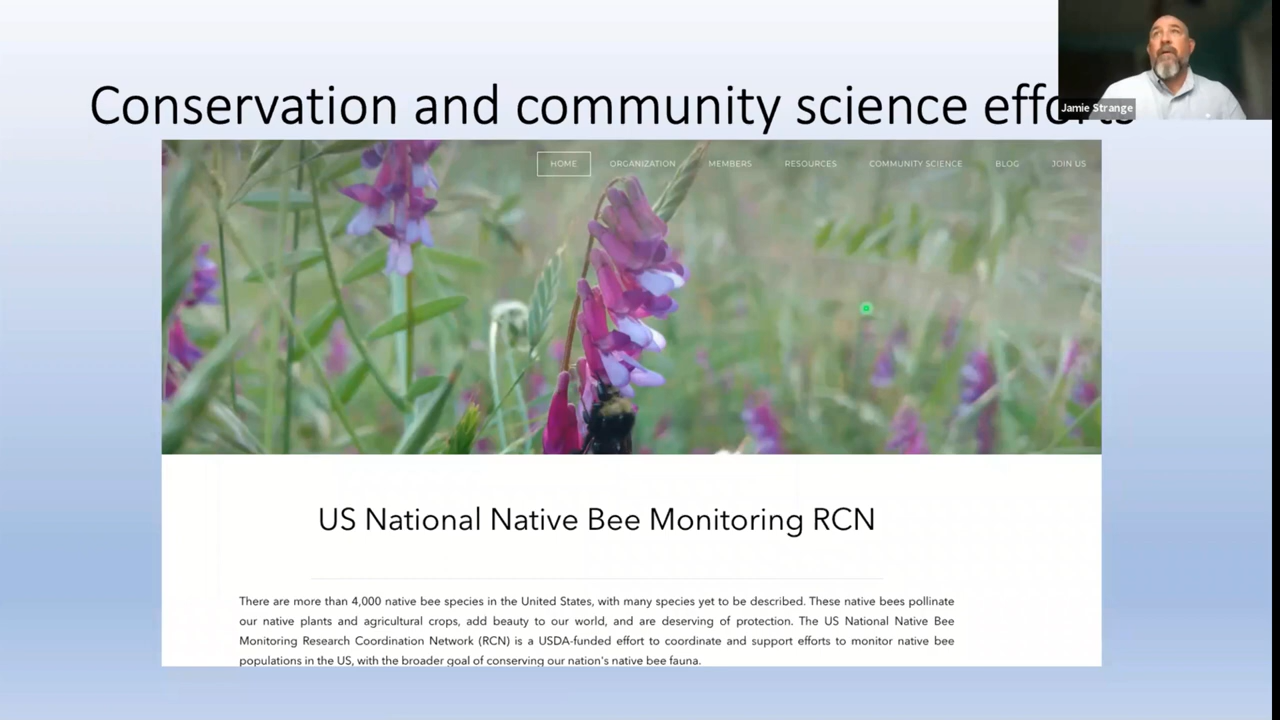 Conservation and community science efforts
Jamie Strange
HOME ORGANIZATION MEMBERS RESOURCES COMMUNITY SCIENCE BLOG JOIN US
US National Native Bee Monitoring RCN
There are more than 4,000 native bee species in the United States, with many species yet to be described. These native bees pollinate
our native plants and agricultural crops, add beauty to our world, and are deserving of protection. The US National Native Bee
Monitoring Research Coordination Network (RCN) is a USDA-funded effort to coordinate and support efforts to monitor native bee
populations in the US, with the broader goal of conserving our nation's native bee fauna.